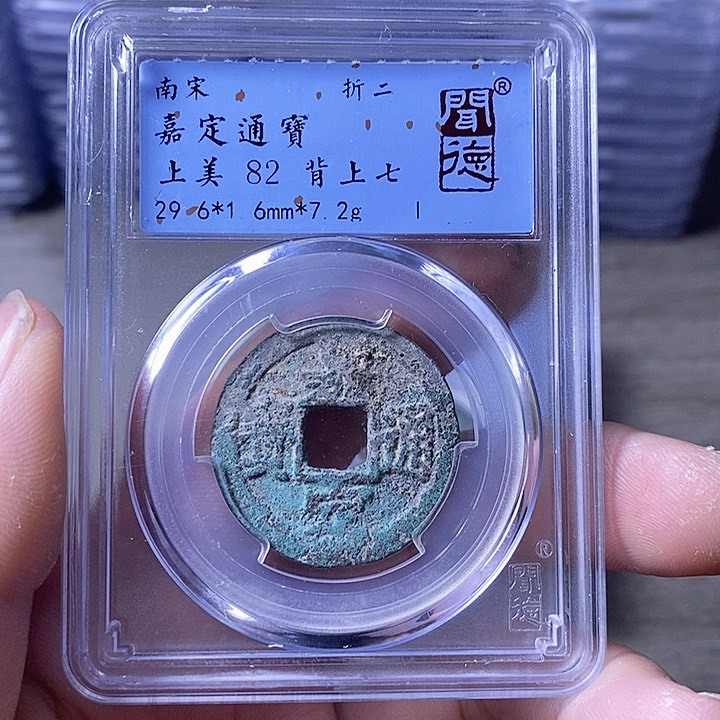 南宋 折二
嘉定通寶
上美 82 背上七
29.6*1.6mm*7.2g
聞德®
通
®
聞德